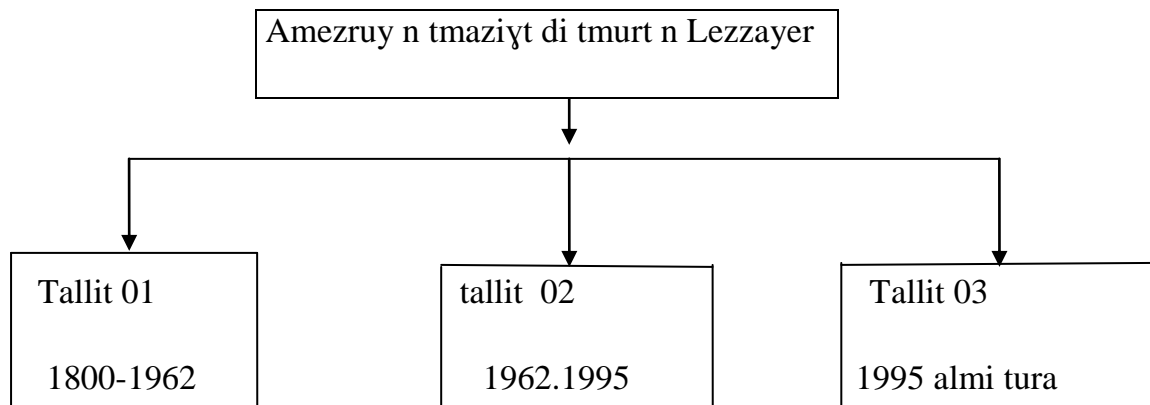 Amezruy n tmaziɣt di tmurt n Lezzayer
Tallit 01
1800-1962
tallit 02
1962.1995
Tallit 03
1995 almi tura